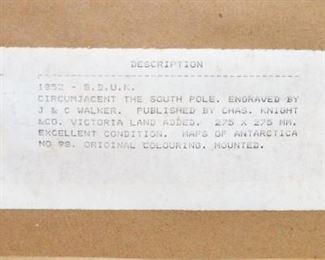 DESCRIPTION
1852 - S.D.U.K.
CIRCUMJACENT THE SOUTH POLE. ENGRAVED BY
J & C WALKER. PUBLISHED BY CHAS. KNIGHT
&CO. VICTORIA LAND ADDED. 275 X 275 MM.
EXCELLENT CONDITION. MAPS OF ANTARCTICA
NO 98. ORIGINAL COLOURING. MOUNTED.